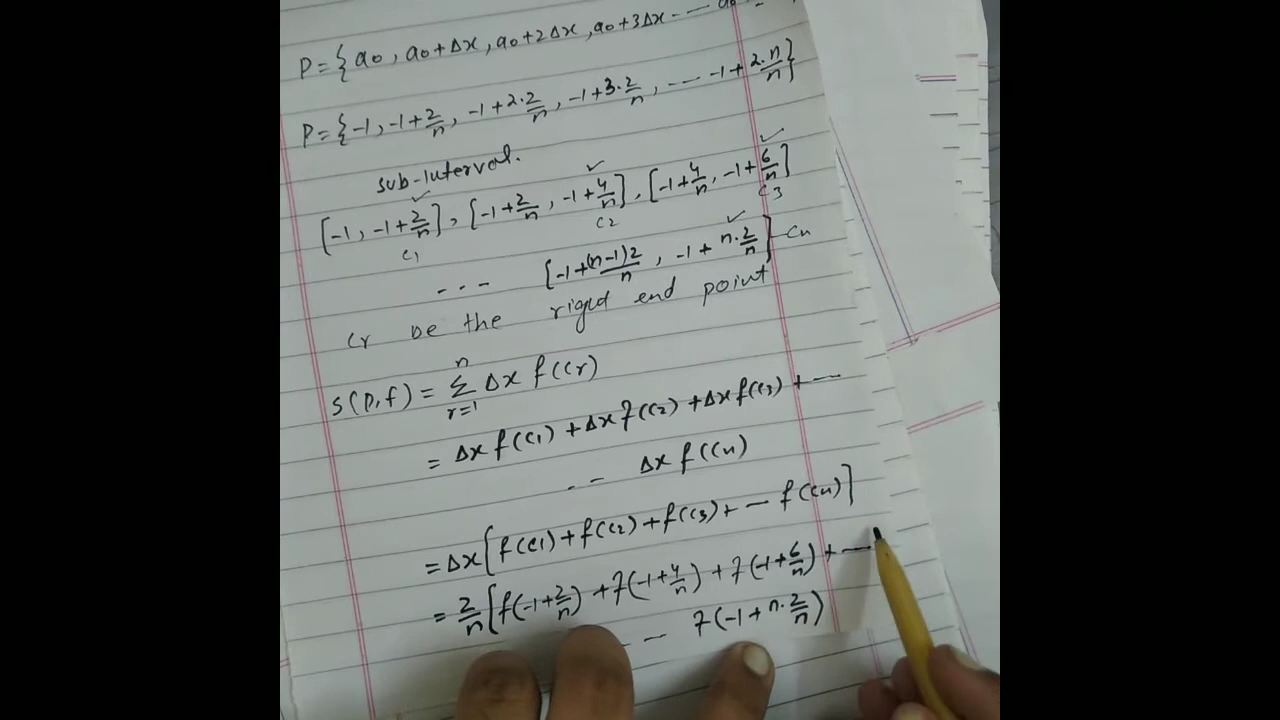 P = { a₀, a₀+Δx, a₀+2Δx, a₀+3Δx -- --- a₀
P = { -1, -1+2/n, -1+2·2/n, -1+3·2/n, -- --- -1+2·n/n }
sub-interval.
[-1, -1+2/n], [-1+2/n, -1+4/n], [-1+4/n, -1+6/n]
c₁ c₂ c₃
--- [-1+(n-1)2/n, -1+n·2/n] - cn
cr be the rigid end point
s(p,f) = Σ_{r=1}^{n} Δx f(cr)
= Δx f(c₁) + Δx f(c₂) + Δx f(c₃) + ---
-- Δx f(cn)
= Δx [f(c₁) + f(c₂) + f(c₃) + -- f(cn)]
= 2/n [f(-1+2/n) + f(-1+4/n) + f(-1+6/n) + --
-- f(-1+n·2/n)